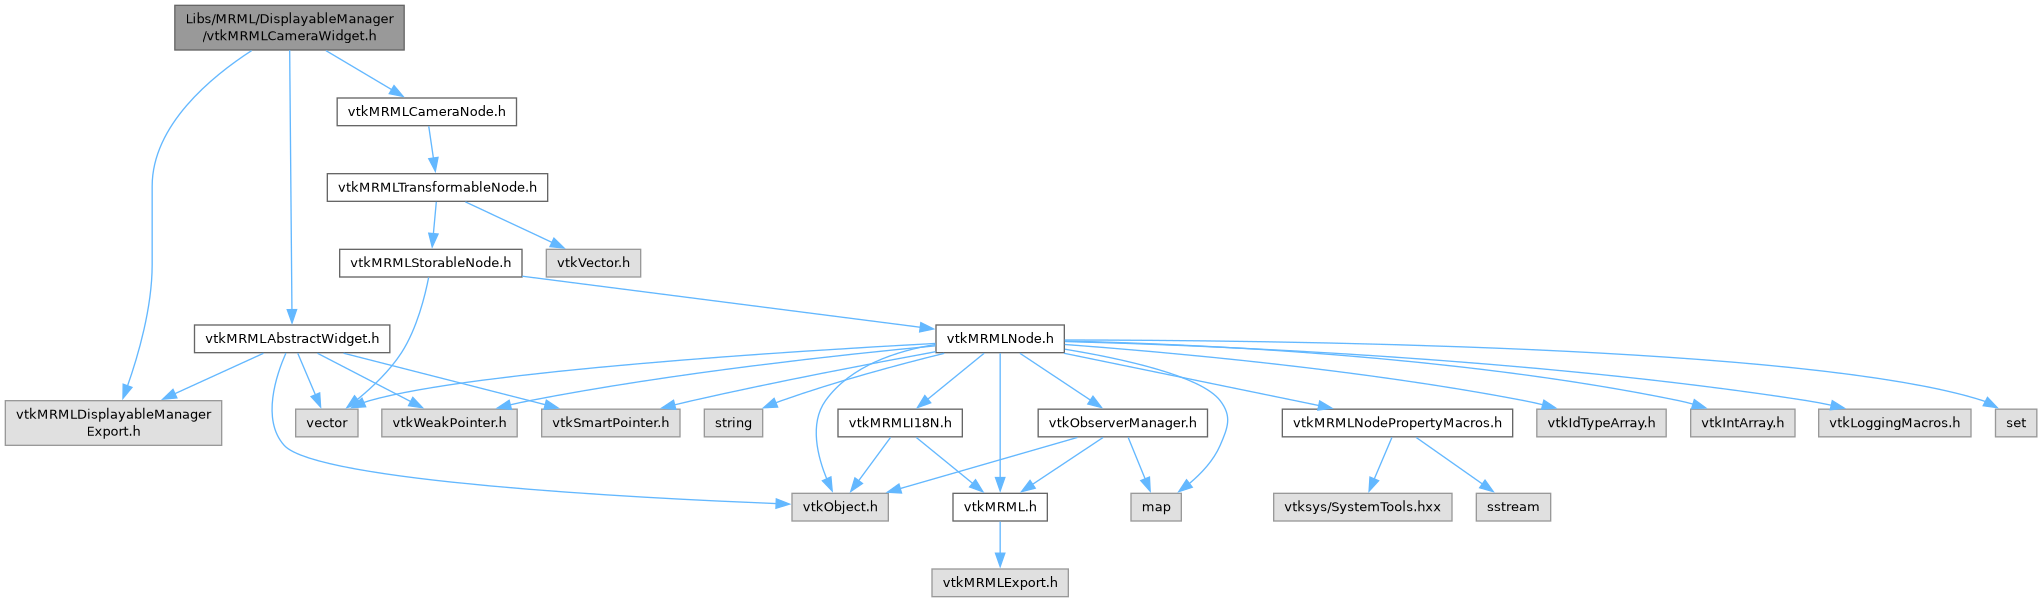 Libs/MRML/DisplayableManager
/vtkMRMLCameraWidget.h
vtkMRMLCameraNode.h
vtkMRMLTransformableNode.h
vtkMRMLStorableNode.h
vtkVector.h
vtkMRMLAbstractWidget.h
vtkMRMLNode.h
vtkMRMLDisplayableManager
Export.h
vector
vtkWeakPointer.h
vtkSmartPointer.h
string
vtkMRMLI18N.h
vtkObserverManager.h
vtkMRMLNodePropertyMacros.h
vtkIdTypeArray.h
vtkIntArray.h
vtkLoggingMacros.h
set
vtkObject.h
vtkMRML.h
map
vtksys/SystemTools.hxx
sstream
vtkMRMLExport.h